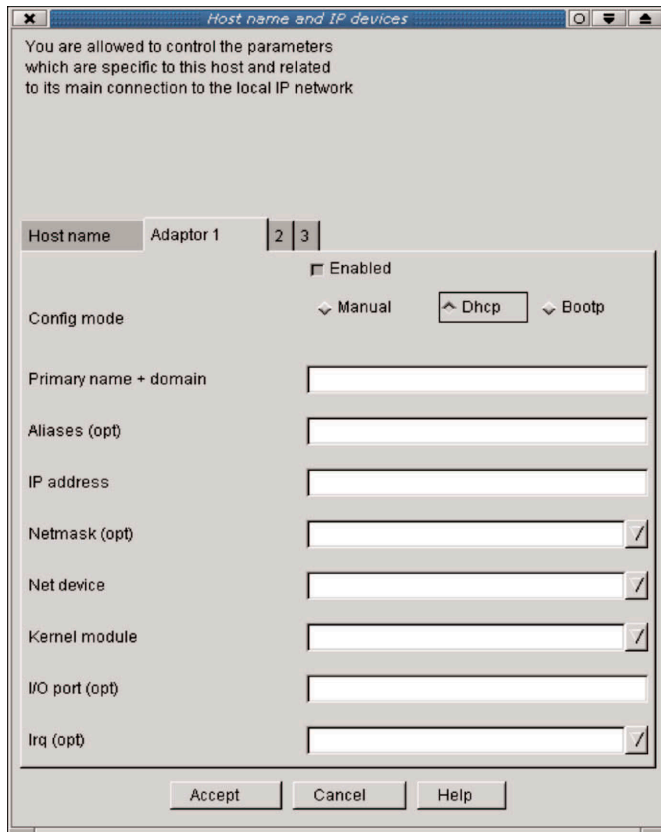 Host name and IP devices
You are allowed to control the parameters
which are specific to this host and related
to its main connection to the local IP network
Host name Adaptor 1 2 3
Enabled
Config mode Manual Dhcp Bootp
Primary name + domain
Aliases (opt)
IP address
Netmask (opt)
Net device
Kernel module
I/O port (opt)
Irq (opt)
Accept Cancel Help